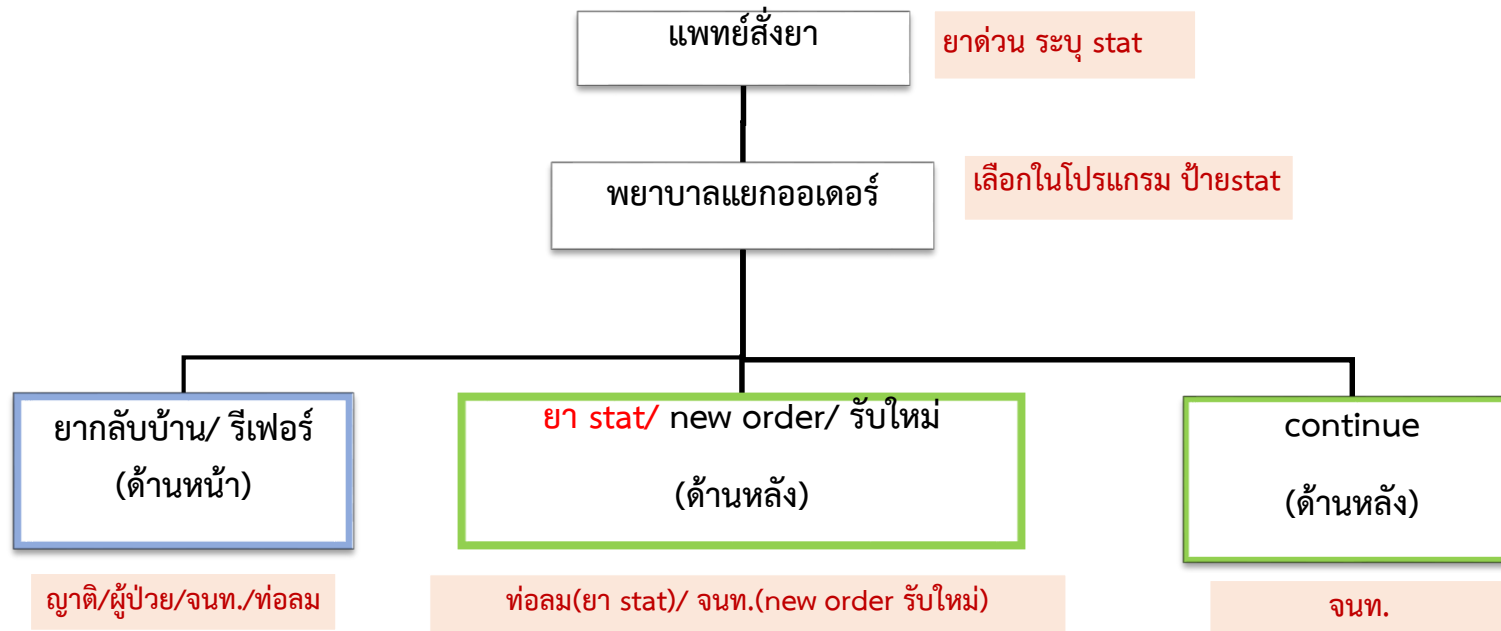 แพทย์สั่งยา
ยาด่วน ระบุ stat
พยาบาลแยกออเดอร์
เลือกในโปรแกรม ป้ายstat
ยากลับบ้าน/ รีเฟอร์
(ด้านหน้า)
ยา stat/ new order/ รับใหม่
(ด้านหลัง)
continue
(ด้านหลัง)
ญาติ/ผู้ป่วย/จนท./ท่อลม
ท่อลม(ยา stat)/ จนท.(new order รับใหม่)
จนท.